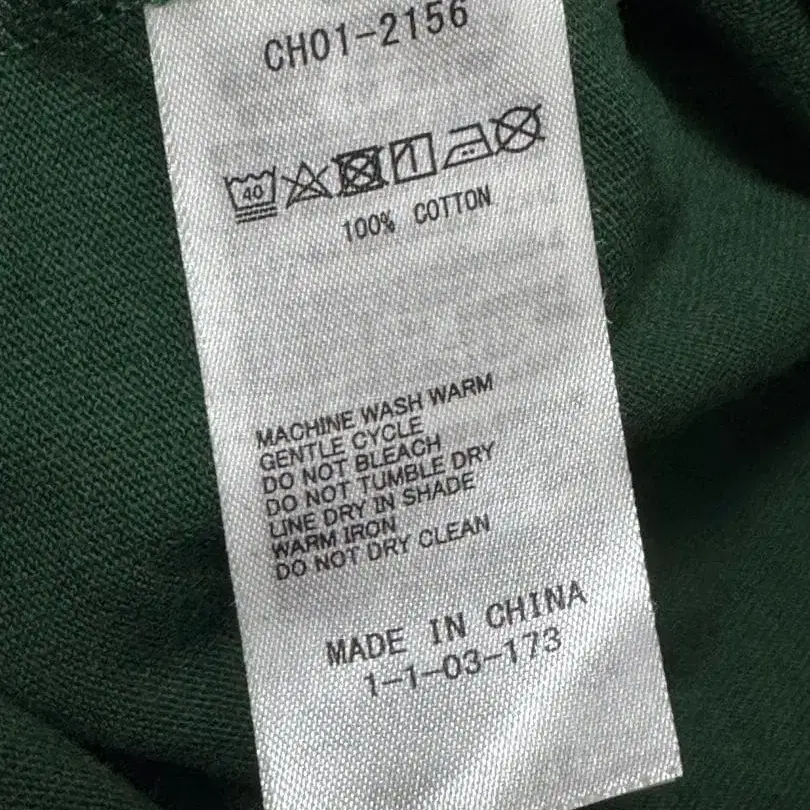 CH01-2156
40
100% COTTON
MACHINE WASH WARM
GENTLE CYCLE
DO NOT BLEACH
DO NOT TUMBLE DRY
LINE DRY IN SHADE
WARM IRON
DO NOT DRY CLEAN
MADE IN CHINA
1-1-03-173